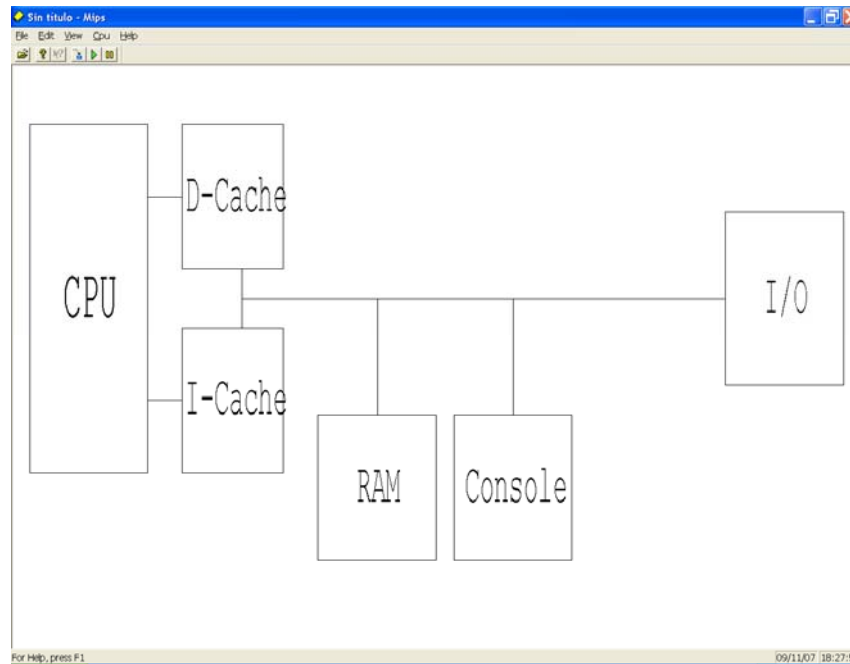 Sin titulo - Mips
File Edit View Cpu Help
D-Cache
CPU
I/O
I-Cache
RAM
Console
For Help, press F1
09/11/07